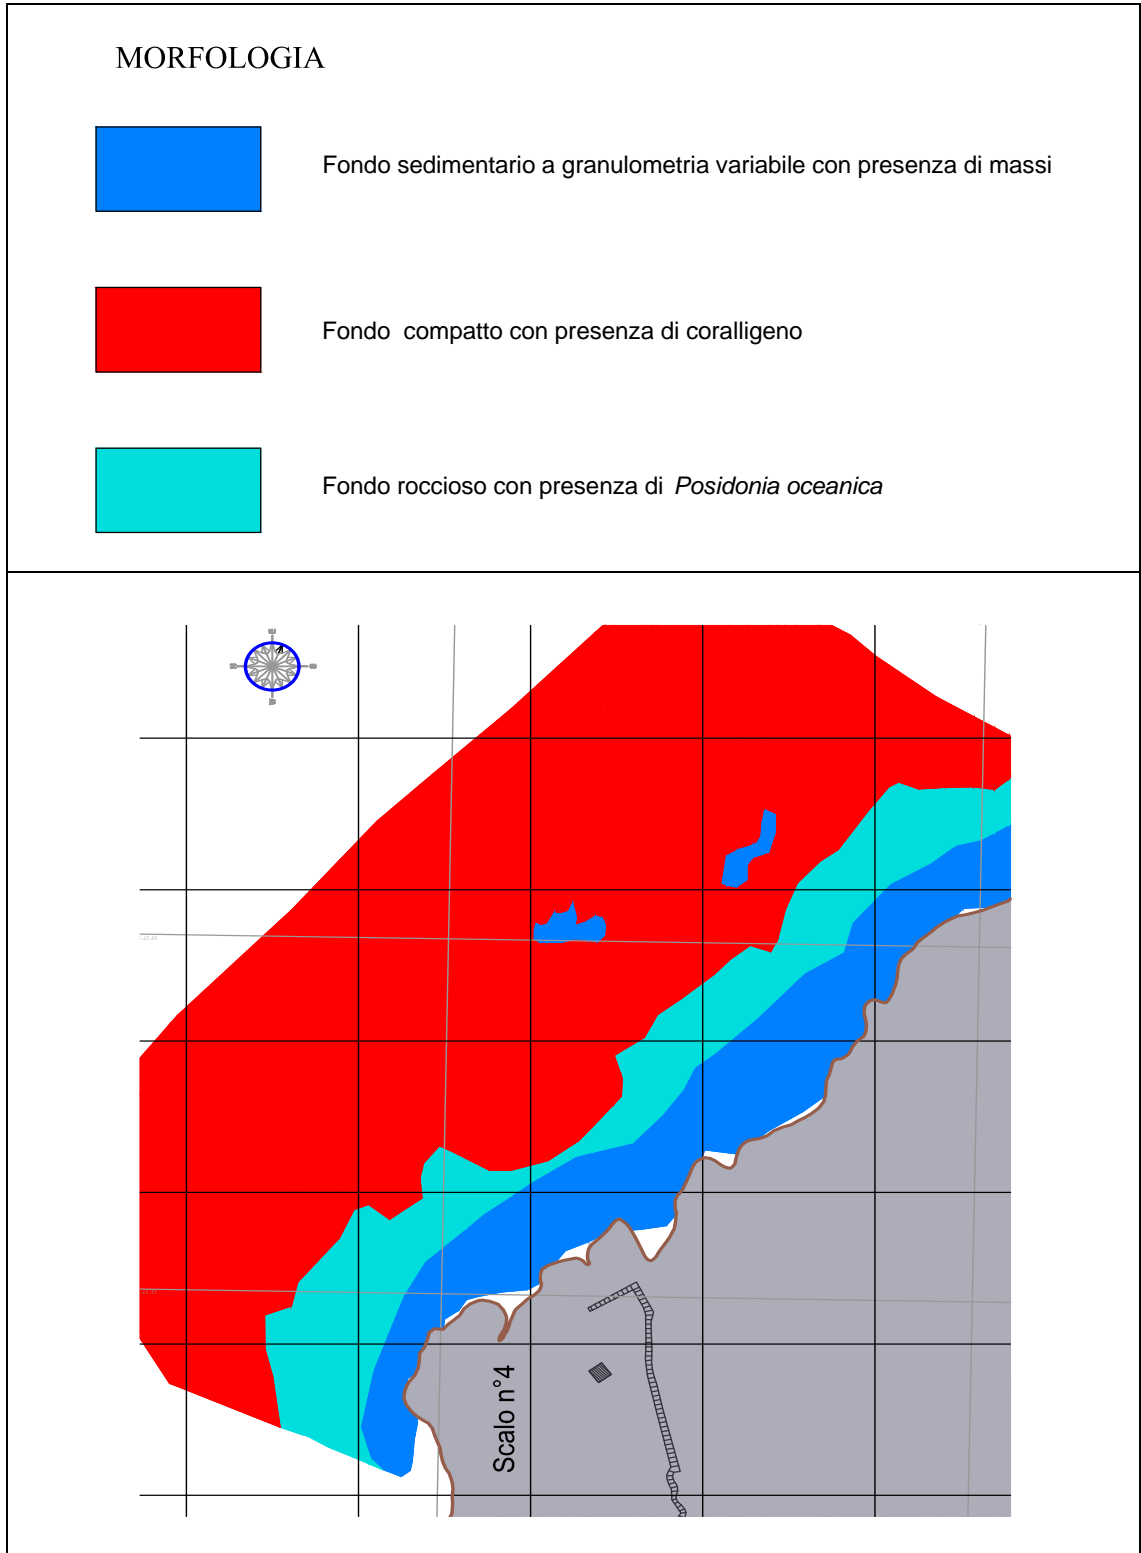 MORFOLOGIA
Fondo sedimentario a granulometria variabile con presenza di massi
Fondo compatto con presenza di coralligeno
Fondo roccioso con presenza di Posidonia oceanica
Scalo n°4